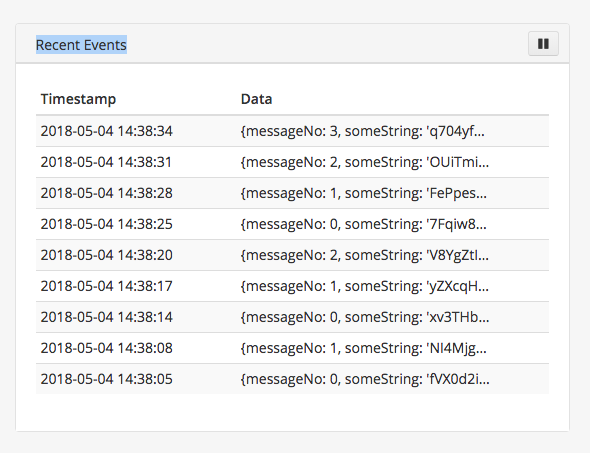 Recent Events
Timestamp Data
2018-05-04 14:38:34 {messageNo: 3, someString: 'q704yf...
2018-05-04 14:38:31 {messageNo: 2, someString: 'OUiTmi...
2018-05-04 14:38:28 {messageNo: 1, someString: 'FePpes...
2018-05-04 14:38:25 {messageNo: 0, someString: '7Fqiw8...
2018-05-04 14:38:20 {messageNo: 2, someString: 'V8YgZtI...
2018-05-04 14:38:17 {messageNo: 1, someString: 'yZXcqH...
2018-05-04 14:38:14 {messageNo: 0, someString: 'xv3THb...
2018-05-04 14:38:08 {messageNo: 1, someString: 'NI4Mjg...
2018-05-04 14:38:05 {messageNo: 0, someString: 'fVX0d2i...